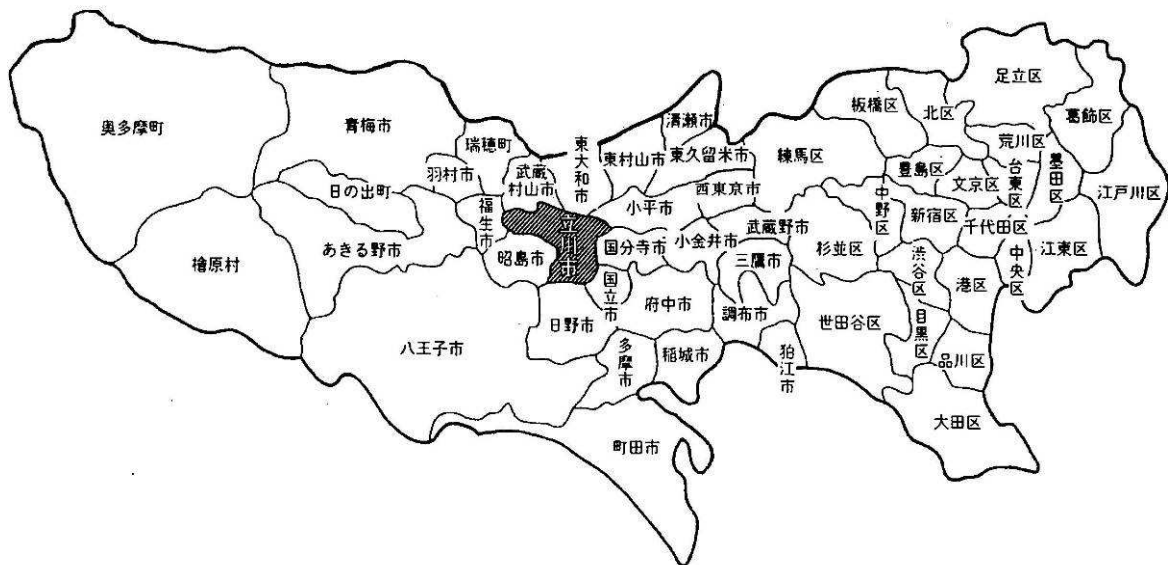 奥多摩町
青梅市
瑞穂町
羽村市
日の出町
福生市
武蔵
村山市
東大和市
東村山市
清瀬市
東久留米市
西東京市
小平市
あきる野市
檜原村
昭島市
立川市
国分寺市
小金井市
武蔵野市
三鷹市
国立市
府中市
調布市
日野市
八王子市
多摩市
稲城市
狛江市
町田市
練馬区
板橋区
北区
足立区
葛飾区
荒川区
豊島区
文京区
台東区
墨田区
江戸川区
中野区
新宿区
千代田区
杉並区
渋谷区
港区
中央区
江東区
世田谷区
目黒区
品川区
大田区